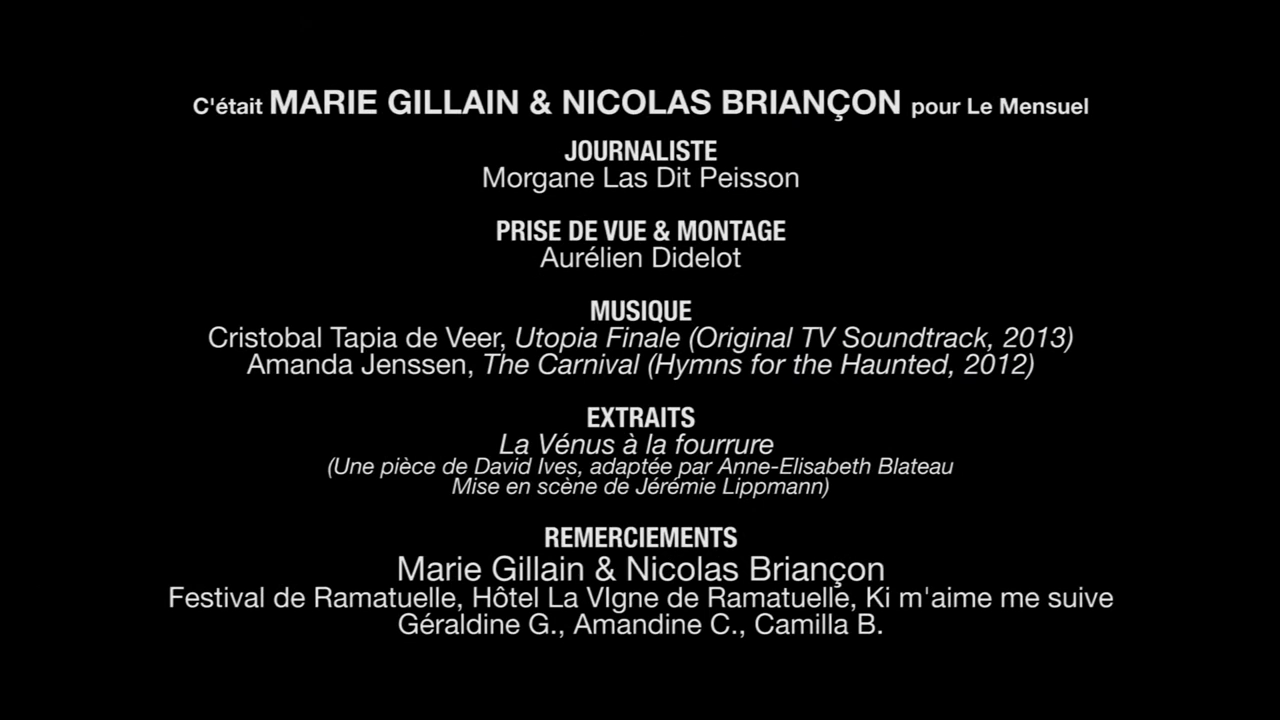 C'était MARIE GILLAIN & NICOLAS BRIANÇON pour Le Mensuel
JOURNALISTE
Morgane Las Dit Peisson
PRISE DE VUE & MONTAGE
Aurélien Didelot
MUSIQUE
Cristobal Tapia de Veer, Utopia Finale (Original TV Soundtrack, 2013)
Amanda Jenssen, The Carnival (Hymns for the Haunted, 2012)
EXTRAITS
La Vénus à la fourrure
(Une pièce de David Ives, adaptée par Anne-Elisabeth Blateau
Mise en scène de Jérémie Lippmann)
REMERCIEMENTS
Marie Gillain & Nicolas Briançon
Festival de Ramatuelle, Hôtel La VIgne de Ramatuelle, Ki m'aime me suive
Géraldine G., Amandine C., Camilla B.